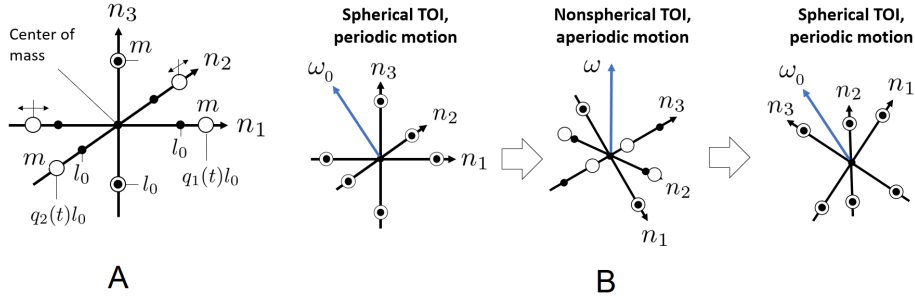 Center of
mass
n₃
m
n₂
m
n₁
l₀
q₁(t)l₀
m
l₀
l₀
q₂(t)l₀
A
Spherical TOI,
periodic motion
ω₀
n₃
n₂
n₁
Nonspherical TOI,
aperiodic motion
ω
n₃
n₂
n₁
B
Spherical TOI,
periodic motion
ω₀
n₃
n₂
n₁